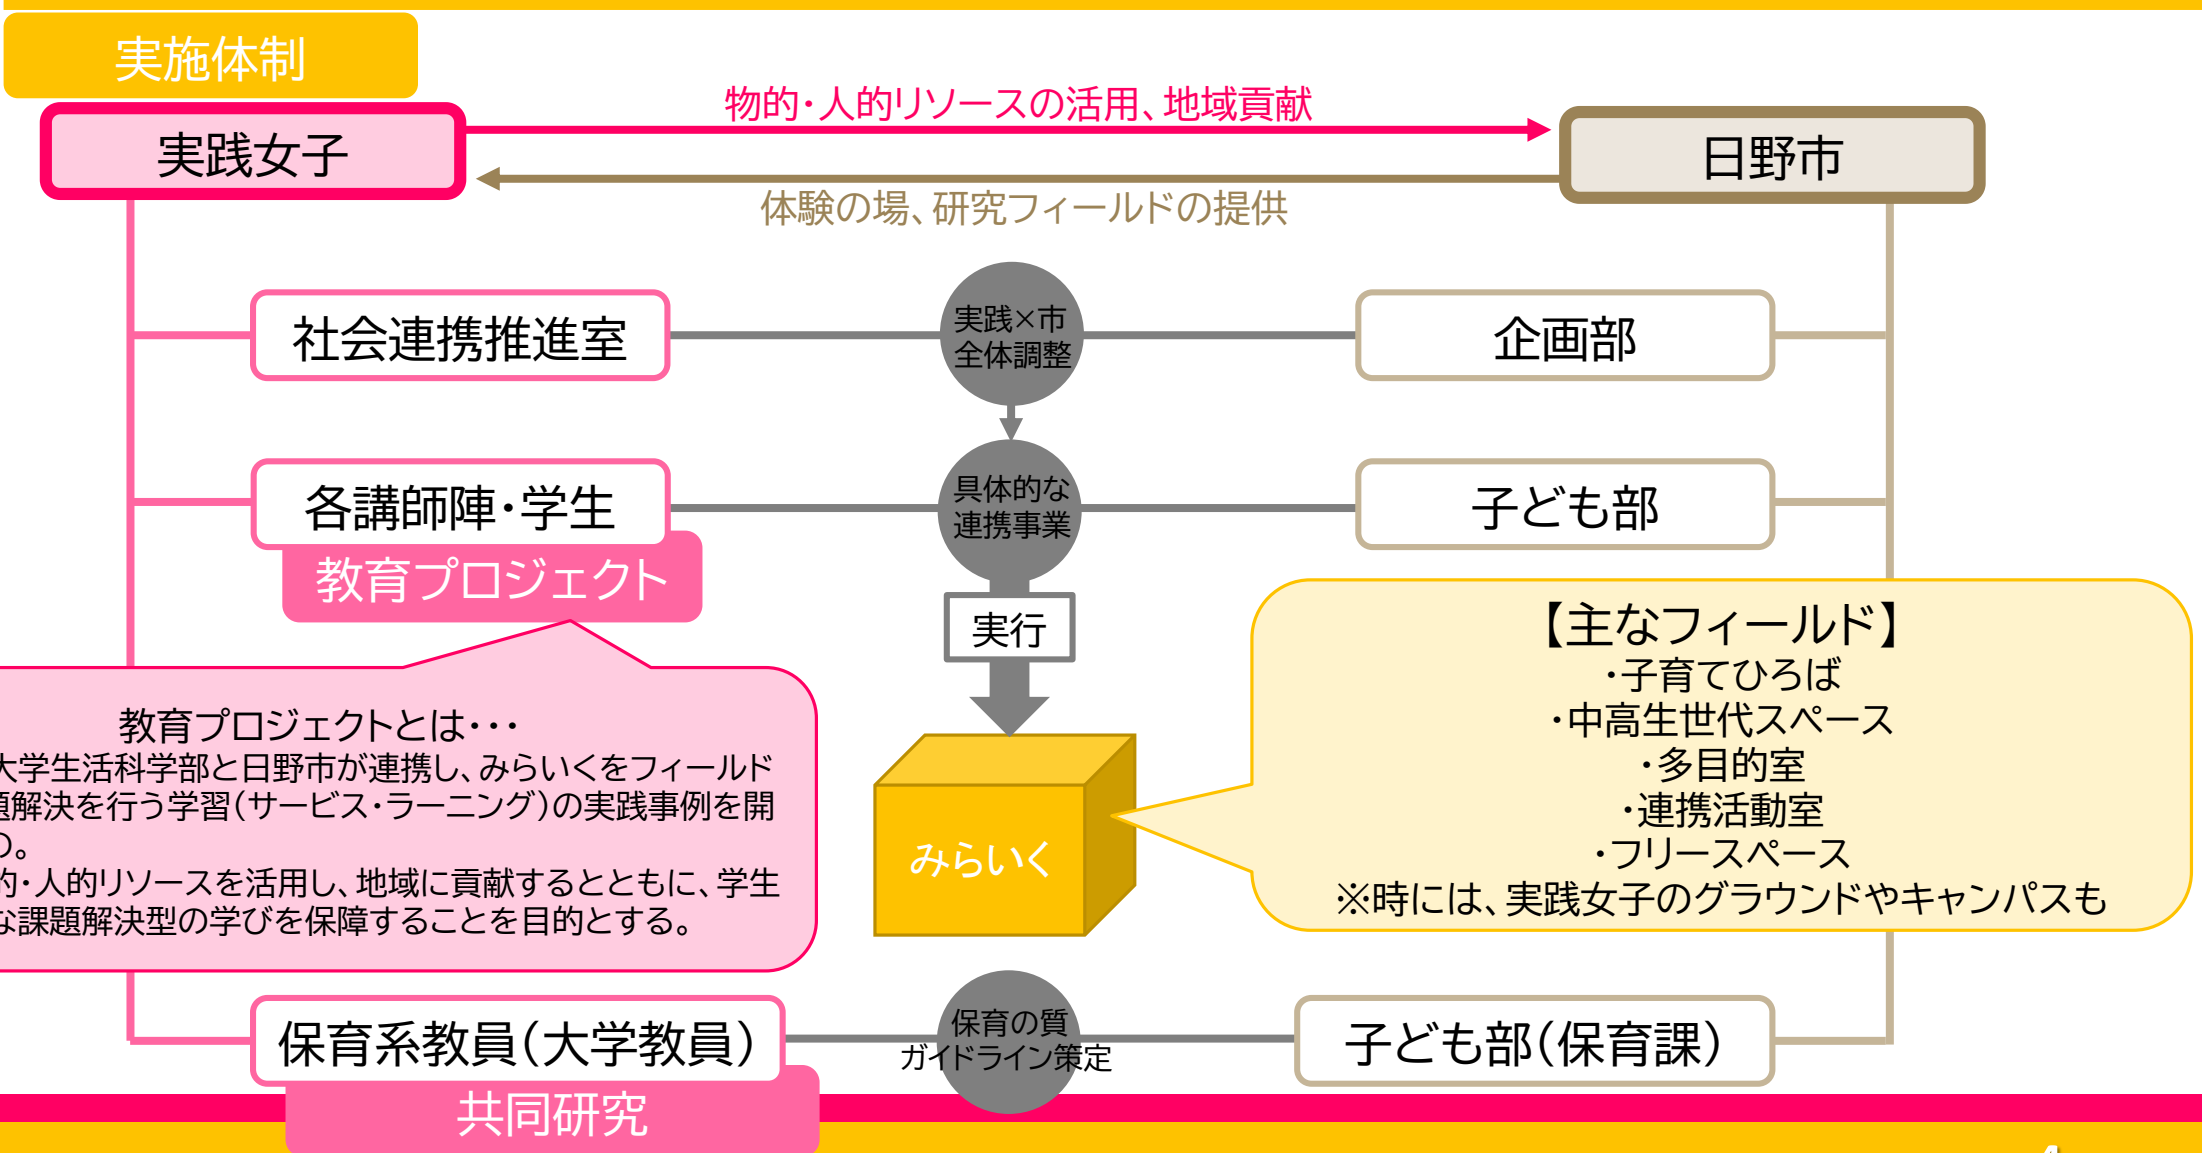 実施体制
物的・人的リソースの活用、地域貢献
実践女子
日野市
体験の場、研究フィールドの提供
社会連携推進室
実践×市
全体調整
企画部
各講師陣・学生
具体的な
連携事業
子ども部
教育プロジェクト
実行
【主なフィールド】
・子育てひろば
・中高生世代スペース
・多目的室
・連携活動室
・フリースペース
※時には、実践女子のグラウンドやキャンパスも
教育プロジェクトとは・・・
大学生活科学部と日野市が連携し、みらいくをフィールド
題解決を行う学習(サービス・ラーニング)の実践事例を開
。
的・人的リソースを活用し、地域に貢献するとともに、学生
な課題解決型の学びを保障することを目的とする。
みらいく
保育系教員(大学教員)
保育の質
ガイドライン策定
子ども部(保育課)
共同研究